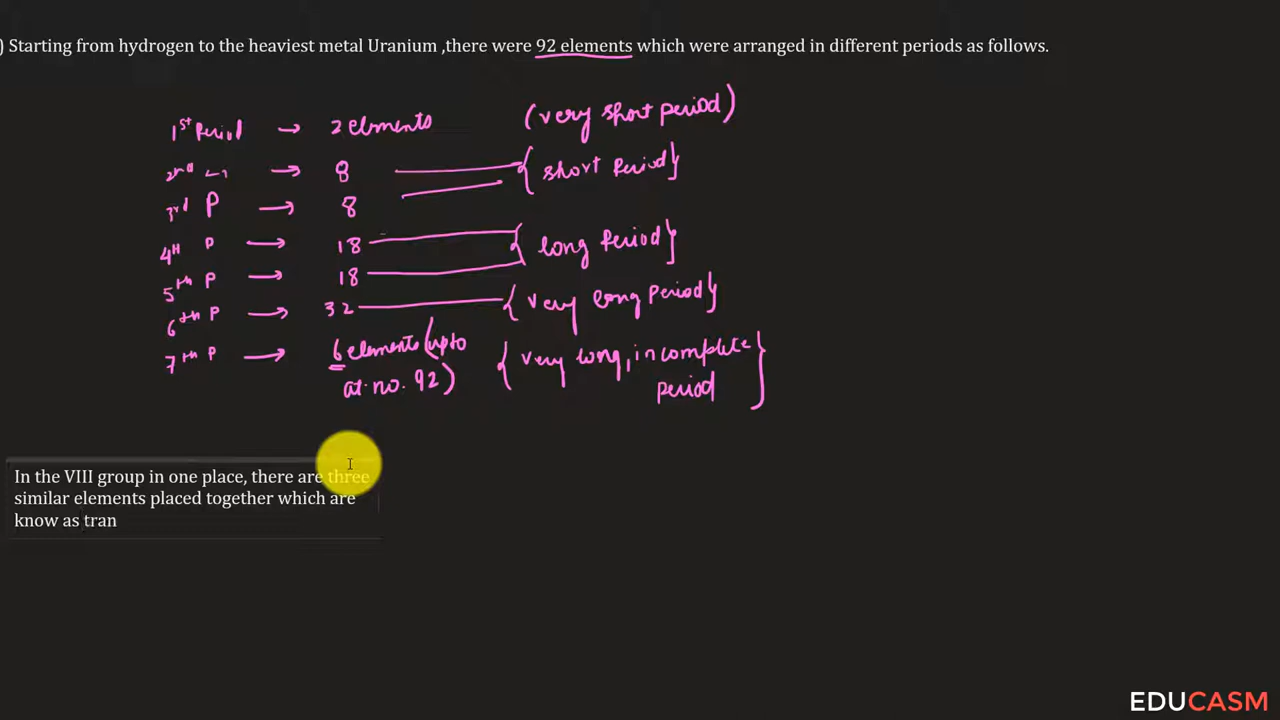 ) Starting from hydrogen to the heaviest metal Uranium ,there were 92 elements which were arranged in different periods as follows.
1st Period → 2 elments (very short period)
2nd → 8 {short Period}
3rd P → 8
4th P → 18 {long Period}
5th P → 18
6th P → 32 {very long Period}
7th P → 6 elements (upto at.no. 92) {very long, incomplete period}
In the VIII group in one place, there are three
similar elements placed together which are
know as tran
EDUCASM